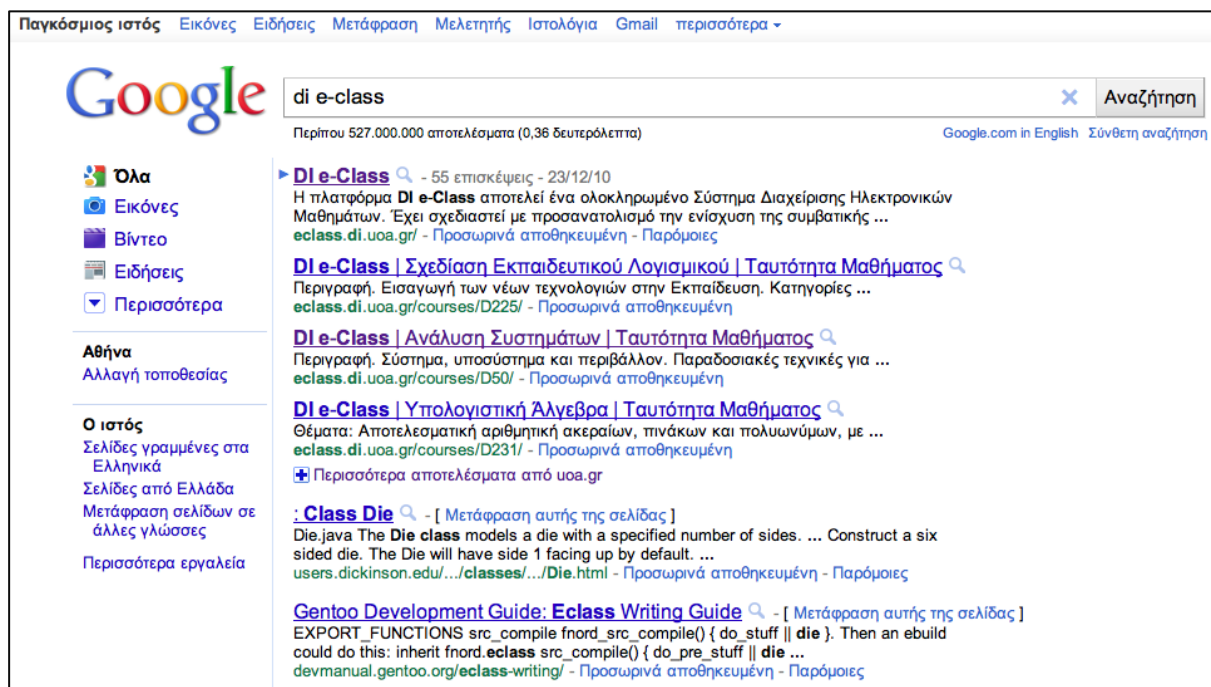 Παγκόσμιος ιστός Εικόνες Ειδήσεις Μετάφραση Μελετητής Ιστολόγια Gmail περισσότερα
Google
di e-class
Αναζήτηση
Περίπου 527.000.000 αποτελέσματα (0,36 δευτερόλεπτα)
Google.com in English Σύνθετη αναζήτηση
Όλα
Εικόνες
Βίντεο
Ειδήσεις
Περισσότερα
Αθήνα
Αλλαγή τοποθεσίας
Ο ιστός
Σελίδες γραμμένες στα
Ελληνικά
Σελίδες από Ελλάδα
Μετάφραση σελίδων σε
άλλες γλώσσες
Περισσότερα εργαλεία
DI e-Class - 55 επισκέψεις - 23/12/10
Η πλατφόρμα DI e-Class αποτελεί ένα ολοκληρωμένο Σύστημα Διαχείρισης Ηλεκτρονικών
Μαθημάτων. Έχει σχεδιαστεί με προσανατολισμό την ενίσχυση της συμβατικής ...
eclass.di.uoa.gr/ - Προσωρινά αποθηκευμένη - Παρόμοιες
DI e-Class | Σχεδίαση Εκπαιδευτικού Λογισμικού | Ταυτότητα Μαθήματος
Περιγραφή. Εισαγωγή των νέων τεχνολογιών στην Εκπαίδευση. Κατηγορίες ...
eclass.di.uoa.gr/courses/D225/ - Προσωρινά αποθηκευμένη
DI e-Class | Ανάλυση Συστημάτων | Ταυτότητα Μαθήματος
Περιγραφή. Σύστημα, υποσύστημα και περιβάλλον. Παραδοσιακές τεχνικές για ...
eclass.di.uoa.gr/courses/D50/ - Προσωρινά αποθηκευμένη
DI e-Class | Υπολογιστική Άλγεβρα | Ταυτότητα Μαθήματος
Θέματα: Αποτελεσματική αριθμητική ακεραίων, πινάκων και πολυωνύμων, με ...
eclass.di.uoa.gr/courses/D231/ - Προσωρινά αποθηκευμένη
Περισσότερα αποτελέσματα από uoa.gr
: Class Die - [ Μετάφραση αυτής της σελίδας ]
Die.java The Die class models a die with a specified number of sides. ... Construct a six
sided die. The Die will have side 1 facing up by default. ...
users.dickinson.edu/.../classes/.../Die.html - Προσωρινά αποθηκευμένη - Παρόμοιες
Gentoo Development Guide: Eclass Writing Guide - [ Μετάφραση αυτής της σελίδας ]
EXPORT_FUNCTIONS src_compile fnord_src_compile() { do_stuff || die }. Then an ebuild
could do this: inherit fnord.eclass src_compile() { do_pre_stuff || die ...
devmanual.gentoo.org/eclass-writing/ - Προσωρινά αποθηκευμένη - Παρόμοιες